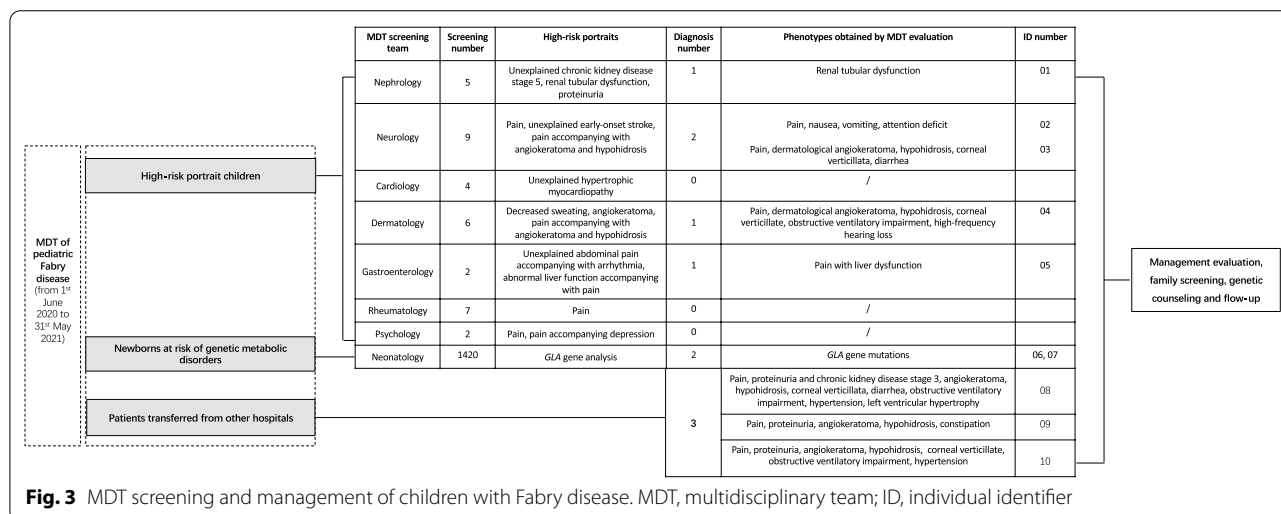 MDT screening team
Screening number
High-risk portraits
Diagnosis number
Phenotypes obtained by MDT evaluation
ID number
Nephrology
5
Unexplained chronic kidney disease
stage 5, renal tubular dysfunction,
proteinuria
1
Renal tubular dysfunction
01
Neurology
9
Pain, unexplained early-onset stroke,
pain accompanying with
angiokeratoma and hypohidrosis
2
Pain, nausea, vomiting, attention deficit
02
Pain, dermatological angiokeratoma, hypohidrosis, corneal
verticillata, diarrhea
03
Cardiology
4
Unexplained hypertrophic
myocardiopathy
0
/
Dermatology
6
Decreased sweating, angiokeratoma,
pain accompanying with
angiokeratoma and hypohidrosis
1
Pain, dermatological angiokeratoma, hypohidrosis, corneal
verticillate, obstructive ventilatory impairment, high-frequency
hearing loss
04
Gastroenterology
2
Unexplained abdominal pain
accompanying with arrhythmia,
abnormal liver function accompanying
with pain
1
Pain with liver dysfunction
05
Rheumatology
7
Pain
0
/
Psychology
2
Pain, pain accompanying depression
0
/
Neonatology
1420
GLA gene analysis
2
GLA gene mutations
06, 07
3
Pain, proteinuria and chronic kidney disease stage 3, angiokeratoma,
hypohidrosis, corneal verticillata, diarrhea, obstructive ventilatory
impairment, hypertension, left ventricular hypertrophy
08
Pain, proteinuria, angiokeratoma, hypohidrosis, constipation
09
Pain, proteinuria, angiokeratoma, hypohidrosis, corneal verticillate,
obstructive ventilatory impairment, hypertension
10
MDT of
pediatric
Fabry
disease
(from 1st
June
2020 to
31st May
2021)
High-risk portrait children
Newborns at risk of genetic metabolic
disorders
Patients transferred from other hospitals
Management evaluation,
family screening, genetic
counseling and flow-up
Fig. 3 MDT screening and management of children with Fabry disease. MDT, multidisciplinary team; ID, individual identifier